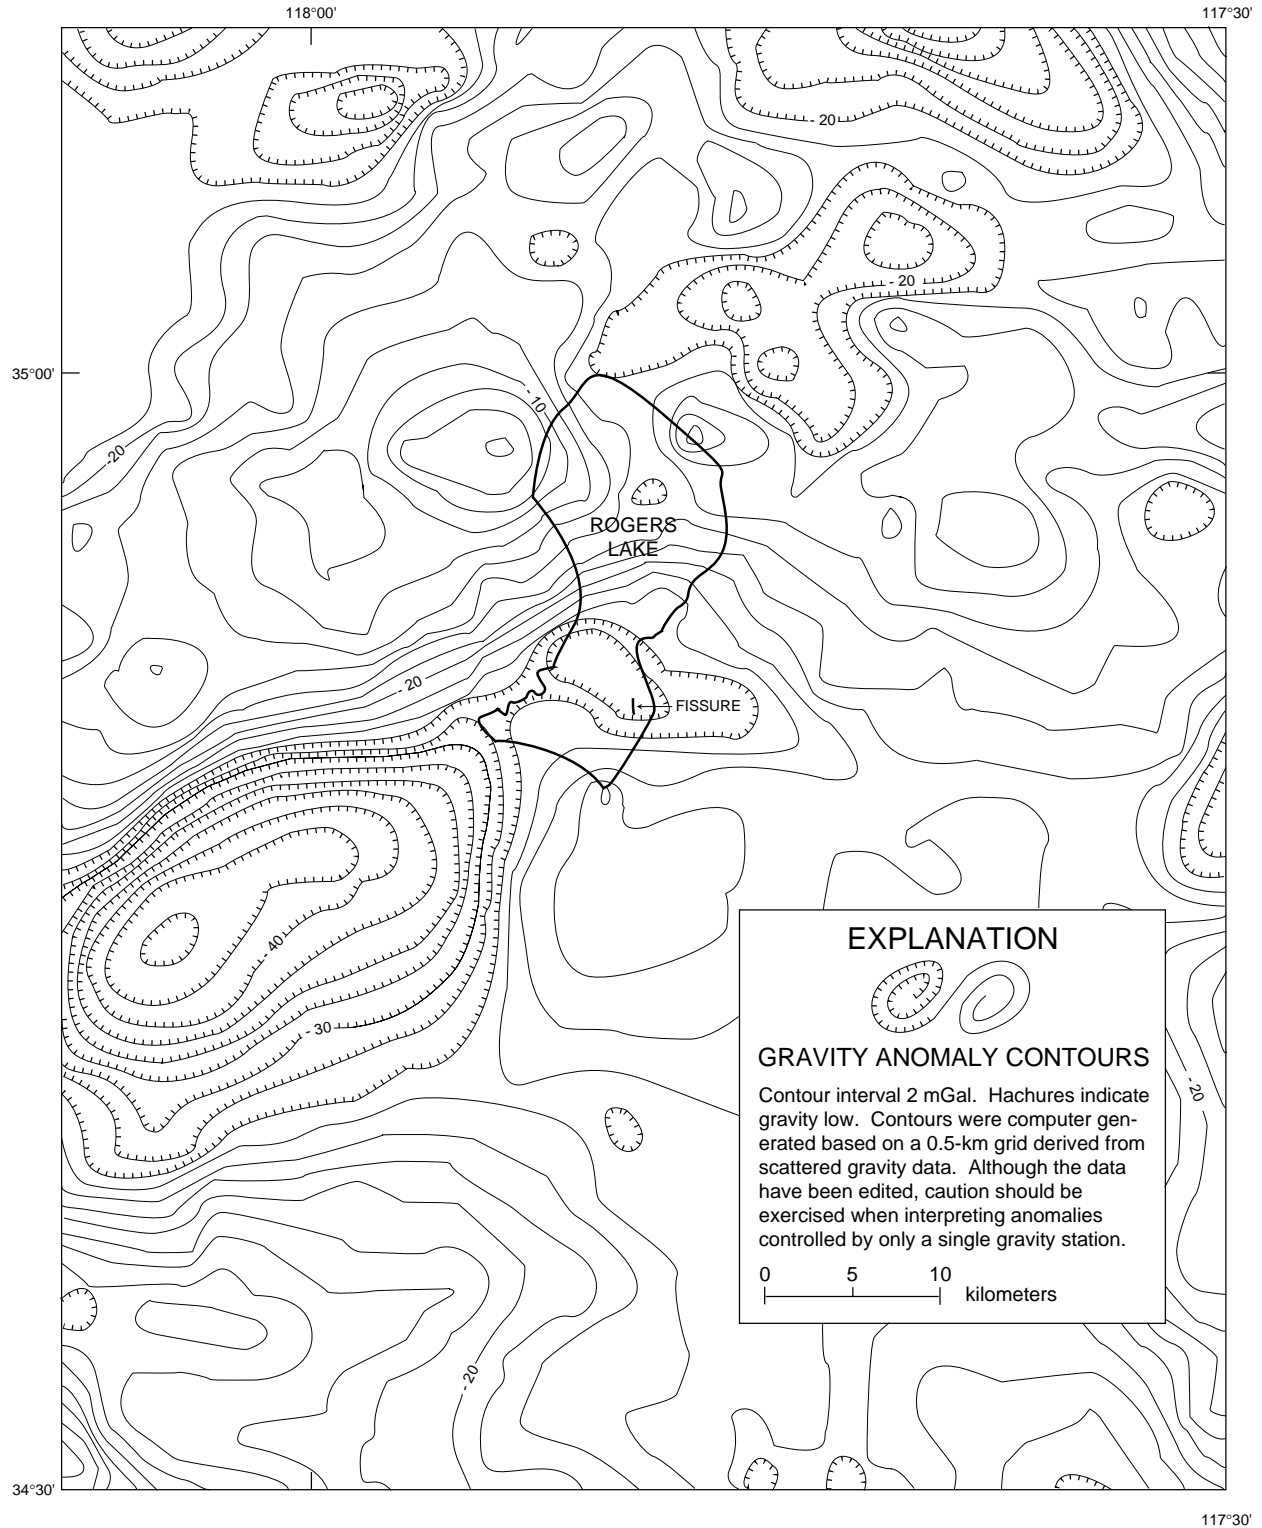 118°00'
117°30'
- 20
- 20
35°00'
- 10
-20
ROGERS
LAKE
- 20
FISSURE
- 40
- 30
- 20
- 20
EXPLANATION
GRAVITY ANOMALY CONTOURS
Contour interval 2 mGal. Hachures indicate
gravity low. Contours were computer gen-
erated based on a 0.5-km grid derived from
scattered gravity data. Although the data
have been edited, caution should be
exercised when interpreting anomalies
controlled by only a single gravity station.
0 5 10
kilometers
34°30'
117°30'